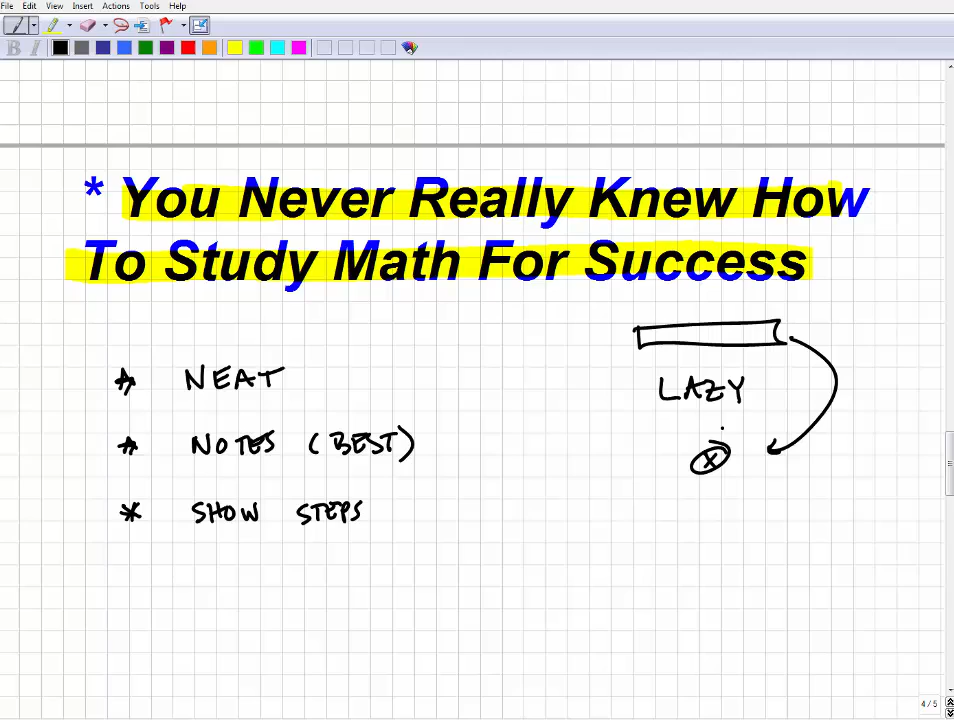 File Edit View Insert Actions Tools Help
B I
* You Never Really Knew How
To Study Math For Success
* NEAT
LAZY
* NOTES (BEST)
* SHOW STEPS
4/5